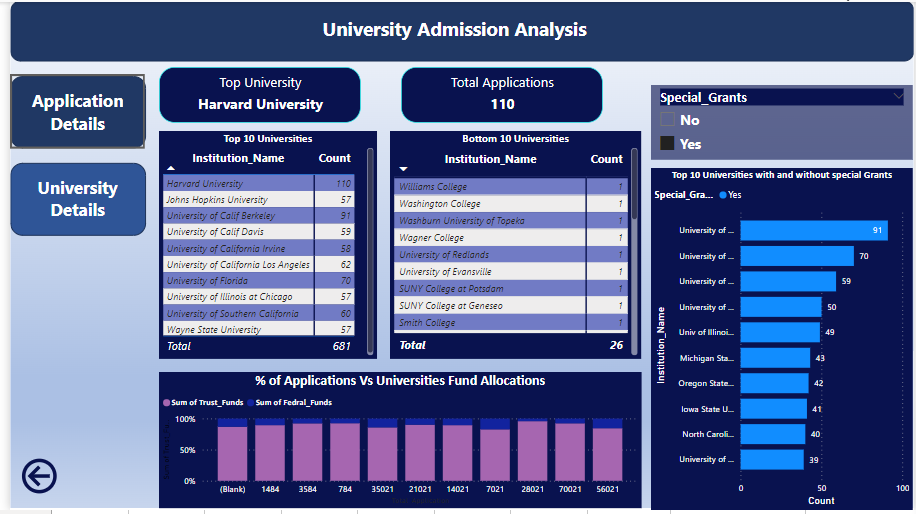 University Admission Analysis
Application
Details
University
Details
Top University
Harvard University
Total Applications
110
Special_Grants
No
Yes
Top 10 Universities
Institution_Name Count
Harvard University 110
Johns Hopkins University 57
University of Calif Berkeley 91
University of Calif Davis 59
University of California Irvine 58
University of California Los Angeles 62
University of Florida 70
University of Illinois at Chicago 57
University of Southern California 60
Wayne State University 57
Total 681
Bottom 10 Universities
Institution_Name Count
Williams College 1
Washington College 1
Washburn University of Topeka 1
Wagner College 1
University of Redlands 1
University of Evansville 1
SUNY College at Potsdam 1
SUNY College at Geneseo 1
Smith College 1
Total 26
Top 10 Universities with and without special Grants
Special_Gra... Yes
Institution_Name
University of ... 91
University of ... 70
University of ... 59
University of ... 50
Univ of Illinoi... 49
Michigan Sta... 43
Oregon State... 42
Iowa State U... 41
North Caroli... 40
University of ... 39
0 50 100
Count
% of Applications Vs Universities Fund Allocations
Sum of Trust_Funds Sum of Fedral_Funds
100%
50%
0%
(Blank) 1484 3584 784 35021 21021 14021 7021 28021 70021 56021